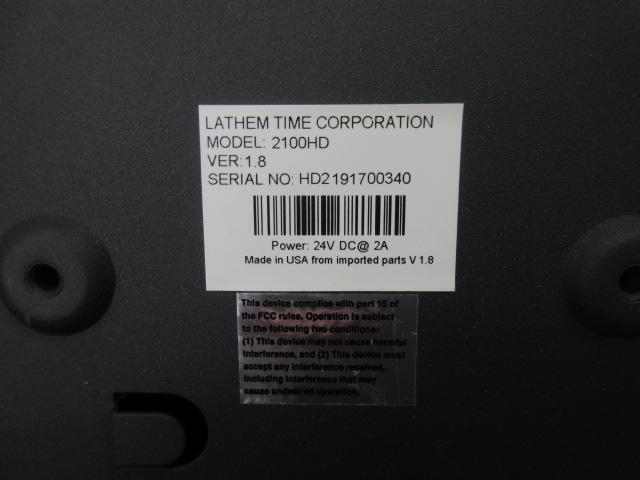 LATHEM TIME CORPORATION
MODEL: 2100HD
VER:1.8
SERIAL NO: HD2191700340
Power: 24V DC@ 2A
Made in USA from imported parts V 1.8
This device complies with part 15 of
the FCC rules. Operation is subject
to the following two conditions:
(1) This device may not cause harmful
interference, and (2) This device must
accept any interference received,
including interference that may
cause undesired operation.